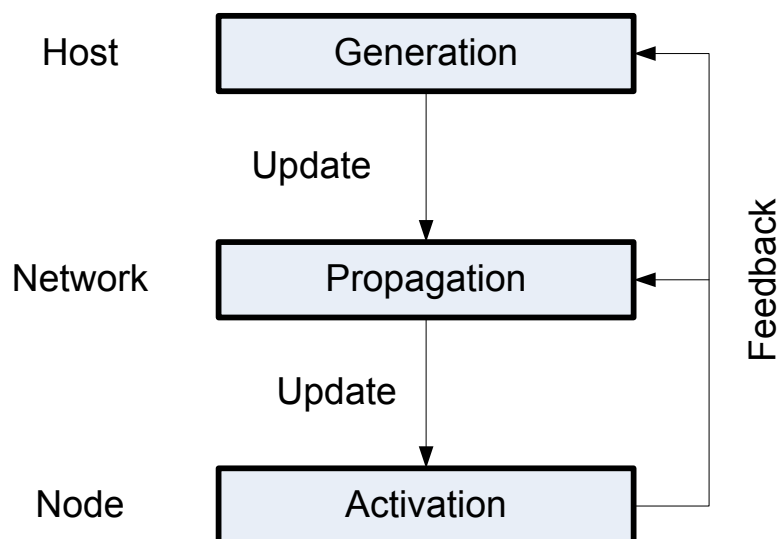 Host
Generation
Update
Network
Propagation
Feedback
Update
Node
Activation